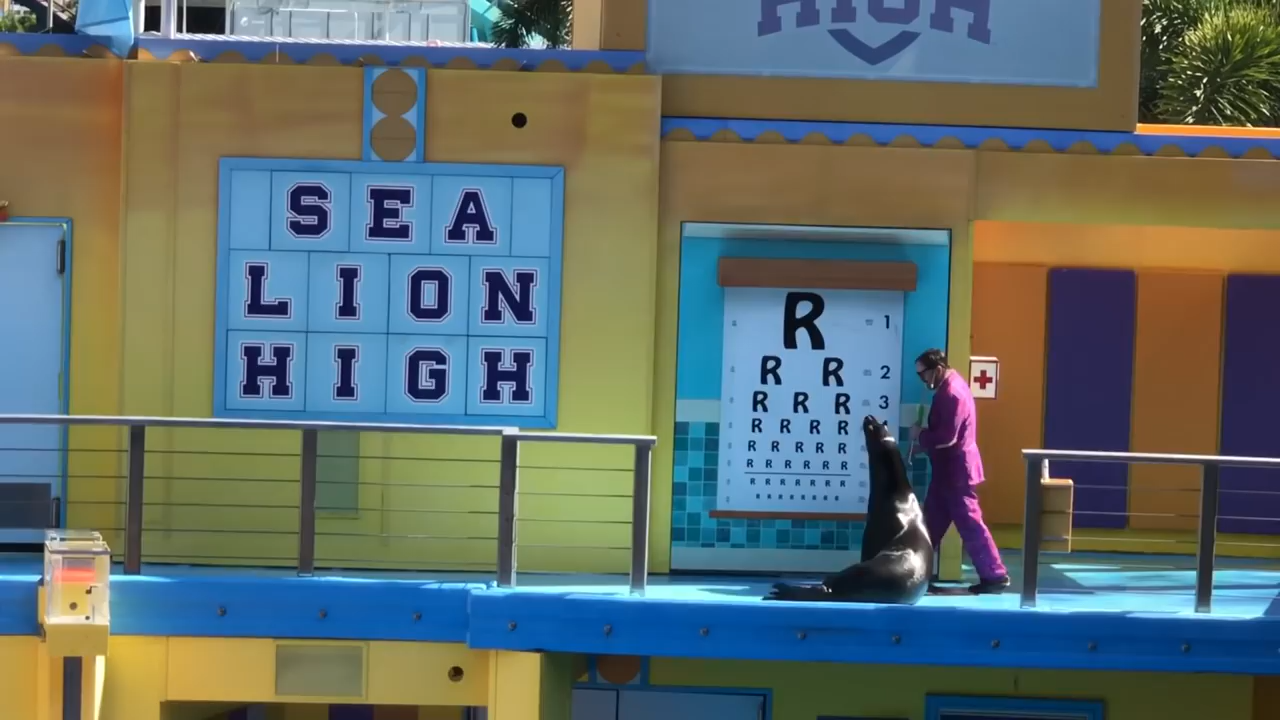 HIGH
SEA
LION
HIGH
R 1
R R 2
R R R 3
R R R R
R R R R R
R R R R R R
R R R R R R R
R R R R R R R R